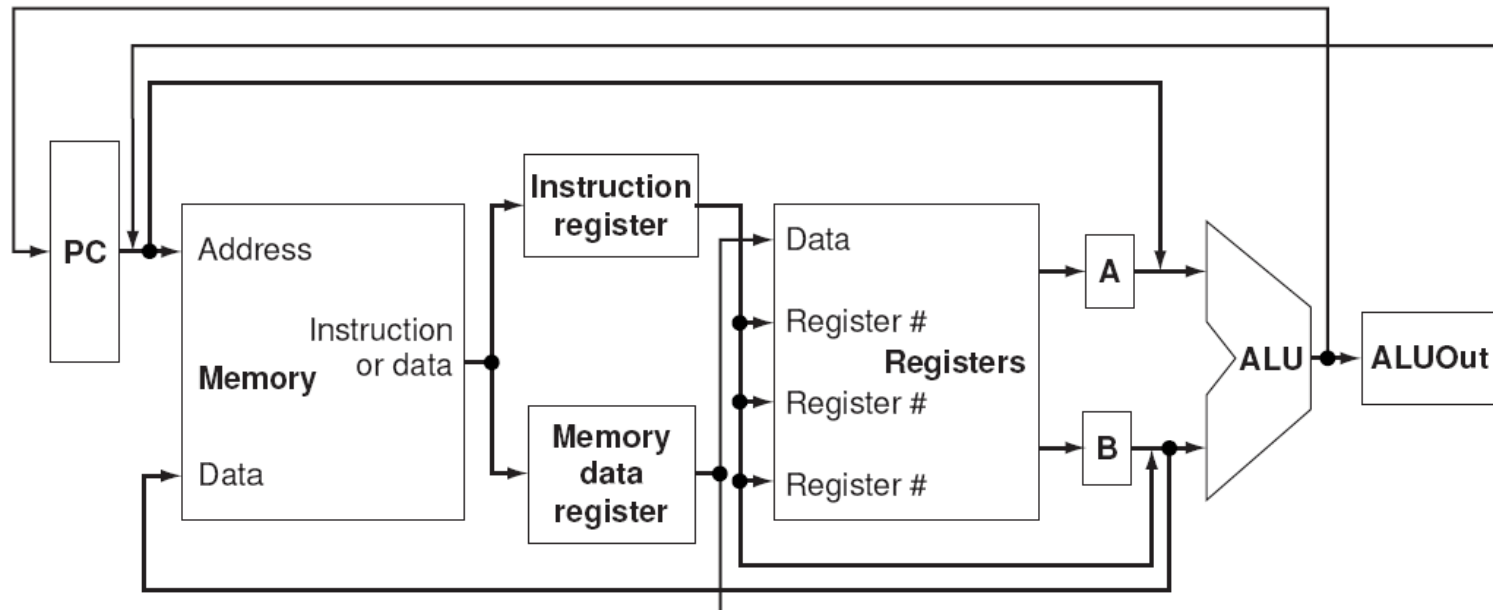 PC
Address
Instruction
or data
Memory
Data
Instruction
register
Memory
data
register
Data
Register #
Register #
Registers
Register #
A
B
ALU
ALUOut